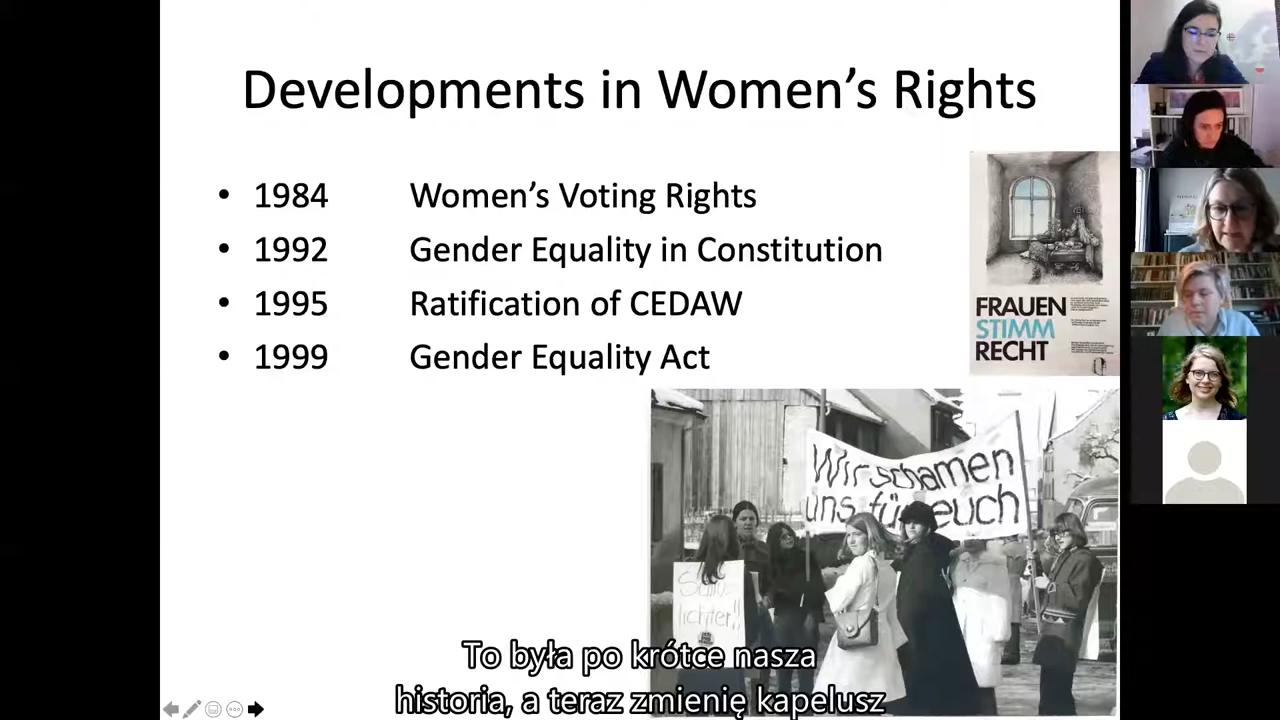 Developments in Women’s Rights
• 1984 Women’s Voting Rights
• 1992 Gender Equality in Constitution
• 1995 Ratification of CEDAW
• 1999 Gender Equality Act
FRAUEN
STIMM
RECHT
Wir schämen
uns für euch
lichter!!
To była po krótce nasza
historia, a teraz zmienię kapelusz